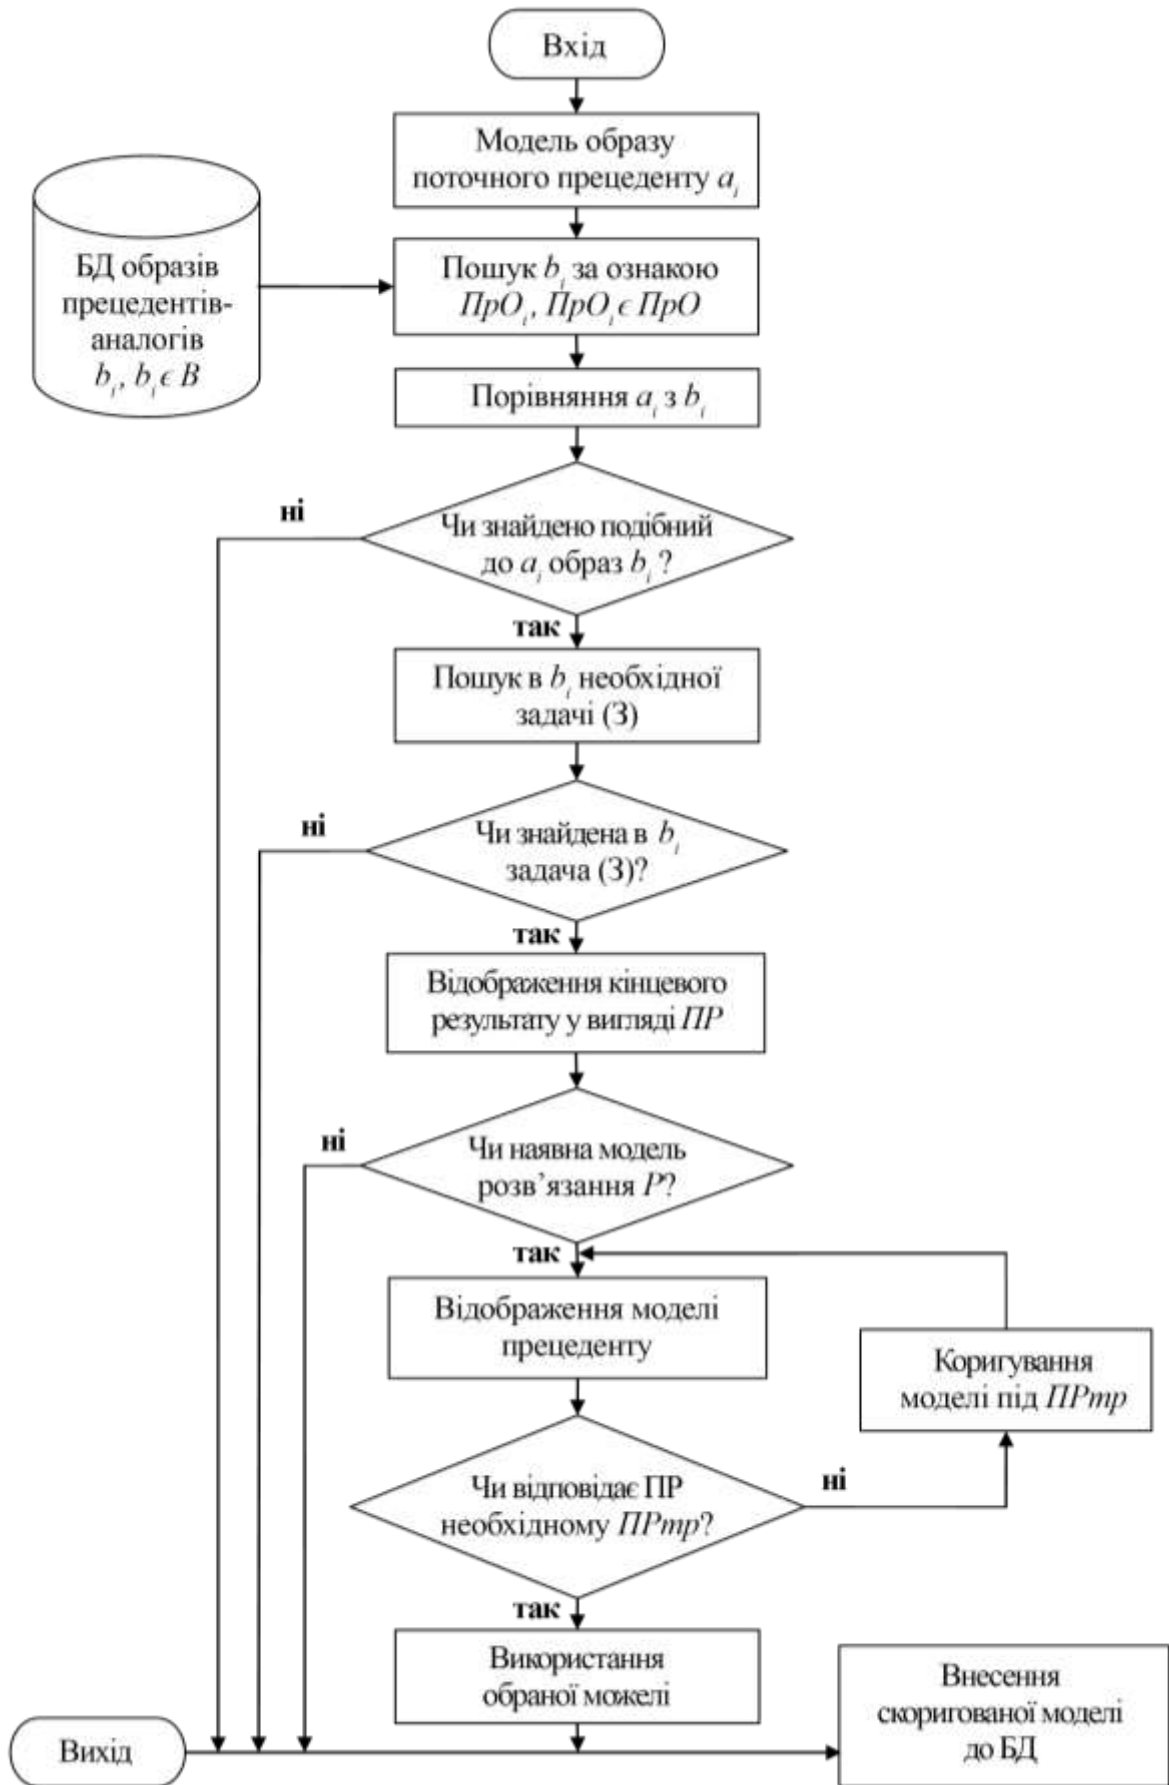 Вхід
Модель образу
поточного прецеденту a_i
БД образів
прецедентів-
аналогів
b_i, b_i є B
Пошук b_i за ознакою
ПрО_i, ПрО_i є ПрО
Порівняння a_i з b_i
ні
Чи знайдено подібний
до a_i образ b_i ?
так
Пошук в b_i необхідної
задачі (З)
ні
Чи знайдена в b_i
задача (З)?
так
Відображення кінцевого
результату у вигляді ПР
ні
Чи наявна модель
розв’язання Р?
так
Відображення моделі
прецеденту
Коригування
моделі під ПРтр
Чи відповідає ПР
необхідному ПРтр?
ні
так
Використання
обраної можелі
Внесення
скоригованої моделі
до БД
Вихід